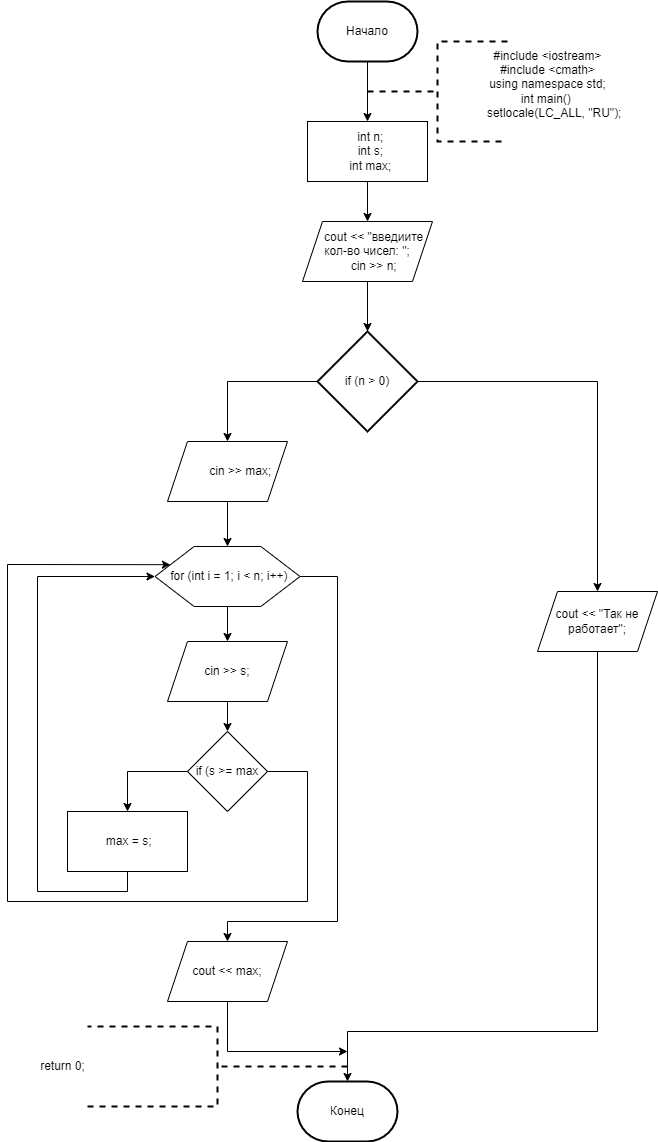 Начало
#include <iostream>
#include <cmath>
using namespace std;
int main()
setlocale(LC_ALL, "RU");
int n;
int s;
int max;
cout << "введиите
кол-во чисел: ";
cin >> n;
if (n > 0)
cin >> max;
for (int i = 1; i < n; i++)
cout << "Так не
работает";
cin >> s;
if (s >= max
max = s;
cout << max;
return 0;
Конец